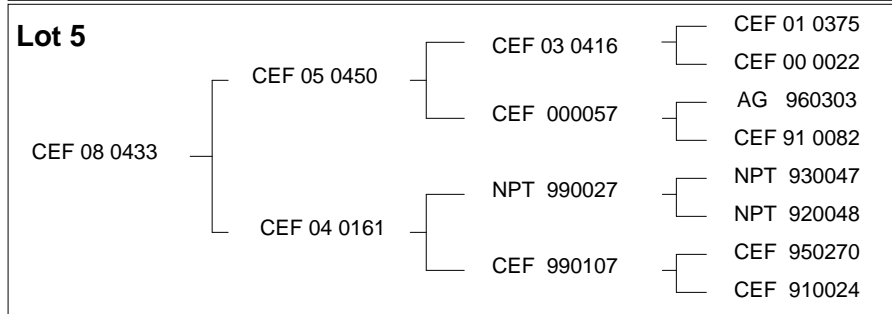 Lot 5
CEF 01 0375
CEF 03 0416
CEF 00 0022
CEF 05 0450
AG 960303
CEF 000057
CEF 91 0082
CEF 08 0433
NPT 930047
NPT 990027
NPT 920048
CEF 04 0161
CEF 950270
CEF 990107
CEF 910024